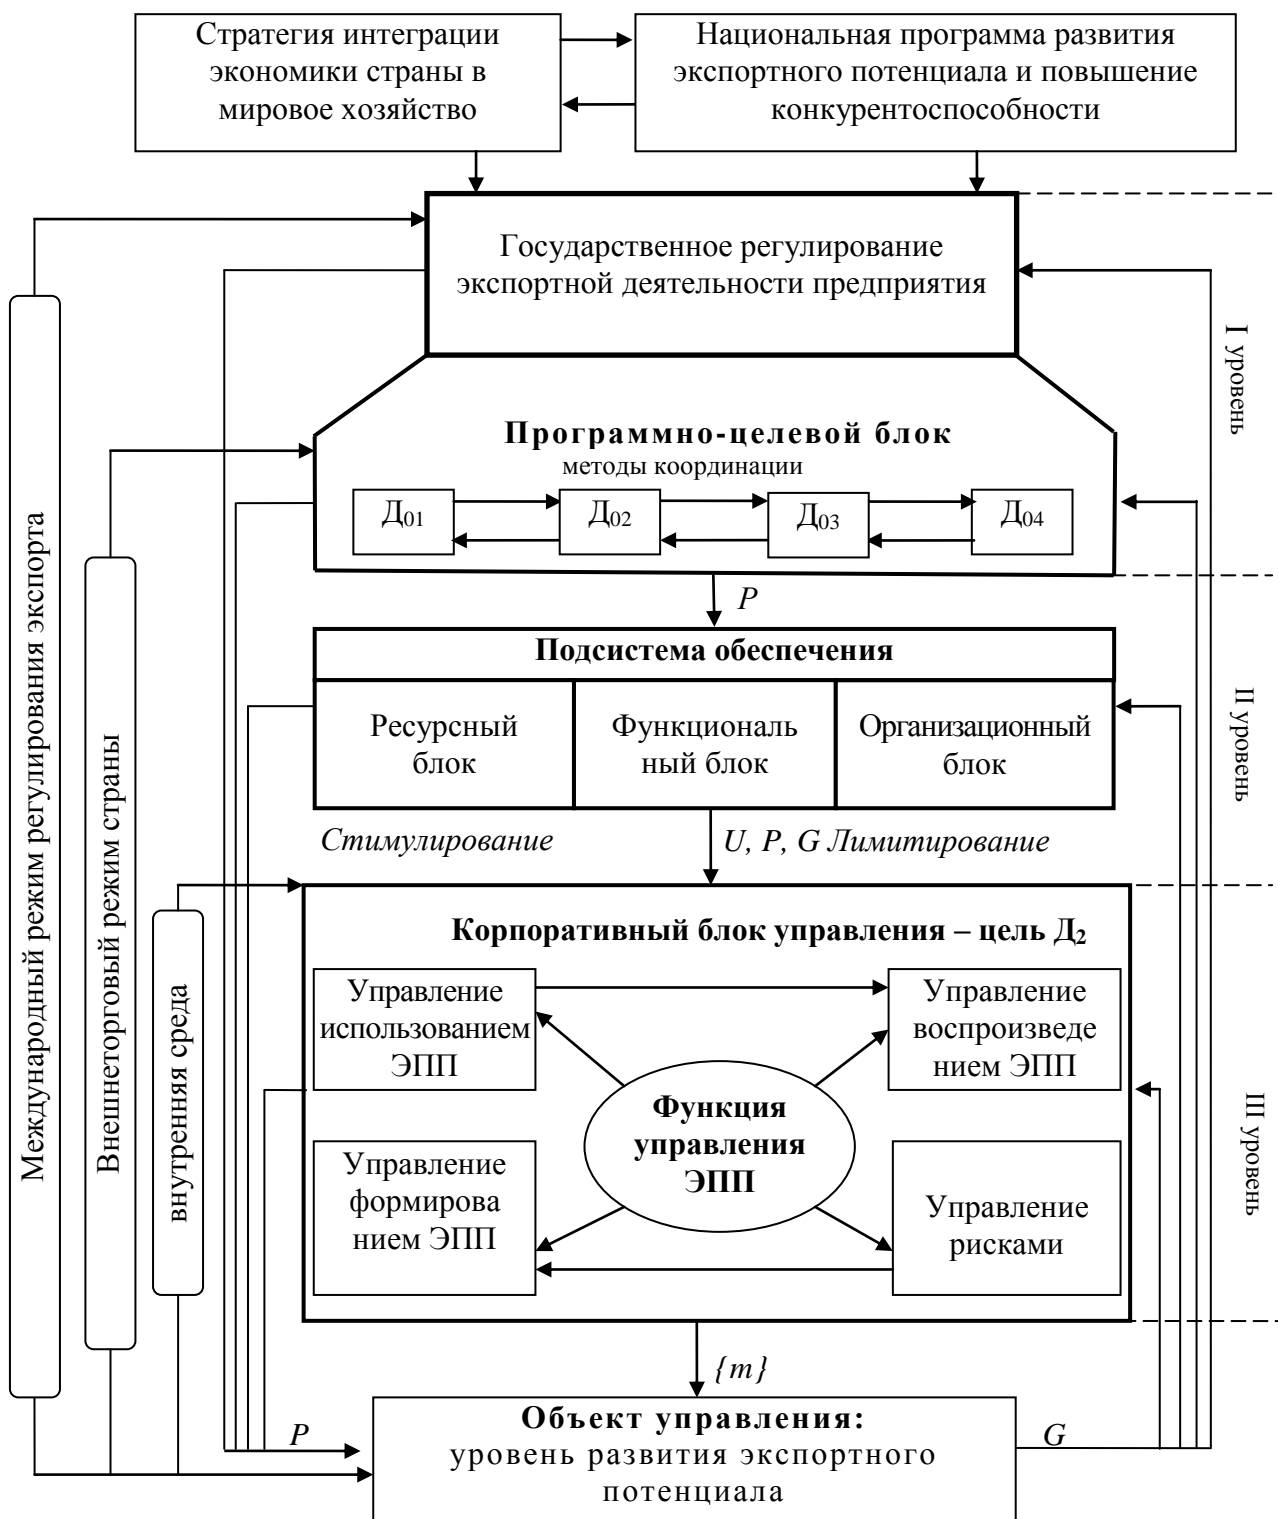 Стратегия интеграции
экономики страны в
мировое хозяйство
Национальная программа развития
экспортного потенциала и повышение
конкурентоспособности
Государственное регулирование
экспортной деятельности предприятия
Программно-целевой блок
методы координации
Д01
Д02
Д03
Д04
P
Подсистема обеспечения
Ресурсный
блок
Функциональ
ный блок
Организационный
блок
Стимулирование
U, P, G Лимитирование
Корпоративный блок управления – цель Д2
Управление
использованием
ЭПП
Управление
воспроизведе
нием ЭПП
Функция
управления
ЭПП
Управление
формирова
нием ЭПП
Управление
рисками
{m}
Объект управления:
уровень развития экспортного
потенциала
P
G
Международный режим регулирования экспорта
Внешнеторговый режим страны
внутренняя среда
I уровень
II уровень
III уровень